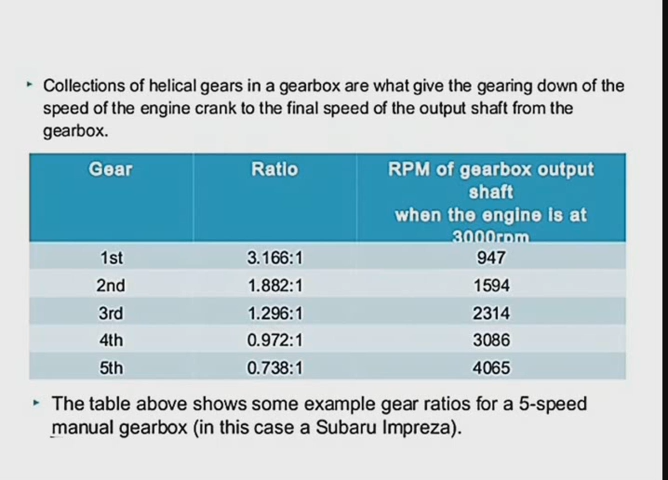 Collections of helical gears in a gearbox are what give the gearing down of the
speed of the engine crank to the final speed of the output shaft from the
gearbox.
Gear Ratio RPM of gearbox output
shaft
when the engine is at
3000rpm
1st 3.166:1 947
2nd 1.882:1 1594
3rd 1.296:1 2314
4th 0.972:1 3086
5th 0.738:1 4065
The table above shows some example gear ratios for a 5-speed
manual gearbox (in this case a Subaru Impreza).